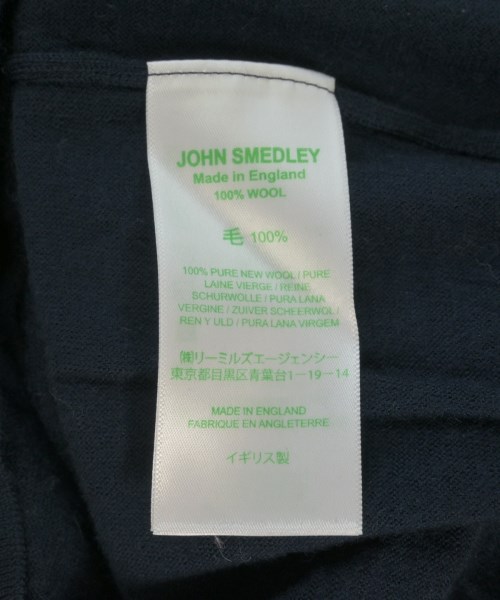 JOHN SMEDLEY
Made in England
100% WOOL
毛 100%
100% PURE NEW WOOL / PURE
LAINE VIERGE / REINE
SCHURWOLLE / PURA LANA
VERGINE / ZUIVER SCHEERWOL /
REN Y ULD / PURA LANA VIRGEM
㈱リーミルズエージェンシー
東京都目黒区青葉台1-19-14
MADE IN ENGLAND
FABRIQUE EN ANGLETERRE
イギリス製